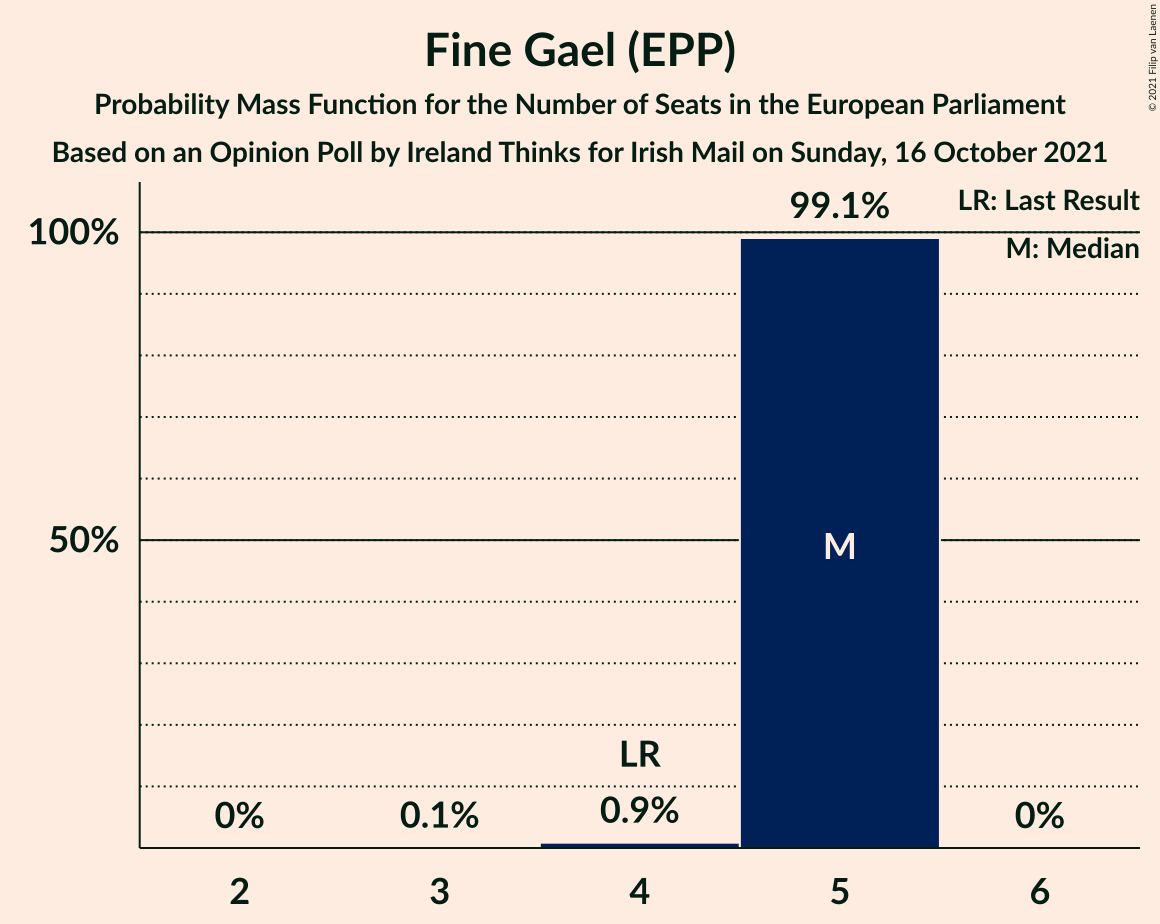 Fine Gael (EPP)
Probability Mass Function for the Number of Seats in the European Parliament
Based on an Opinion Poll by Ireland Thinks for Irish Mail on Sunday, 16 October 2021
© 2021 Filip van Laenen
99.1%
LR: Last Result
100%
M: Median
50%
M
LR
0% 0.1% 0.9% 0%
2 3 4 5 6